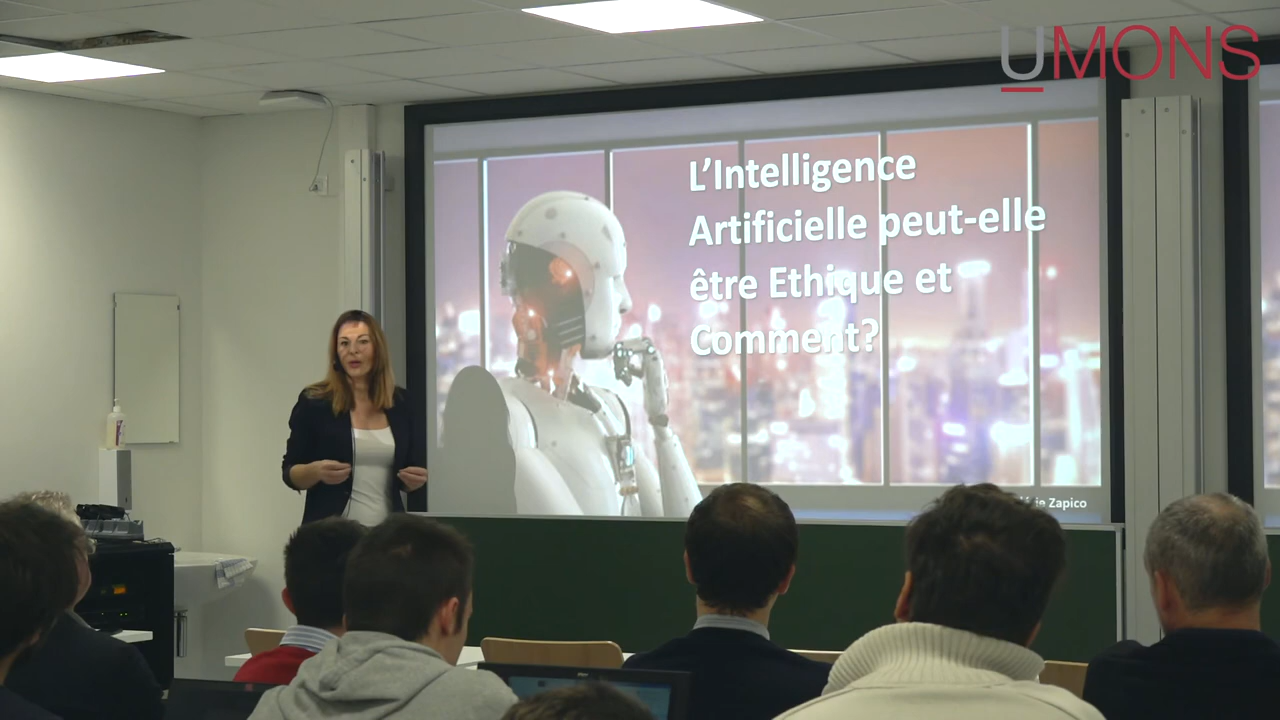 UMONS
L'Intelligence
Artificielle peut-elle
être Ethique et
Comment?
Zapico